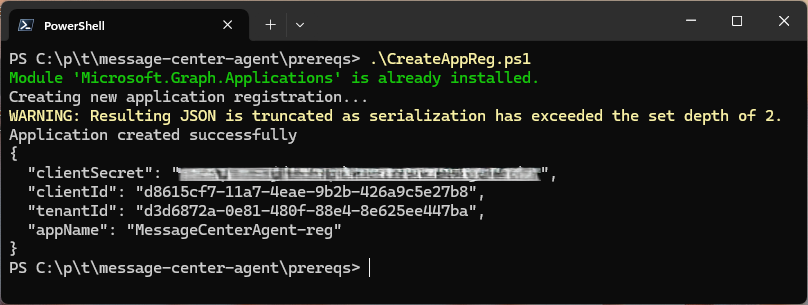 PowerShell
PS C:\p\t\message-center-agent\prereqs> .\CreateAppReg.ps1
Module 'Microsoft.Graph.Applications' is already installed.
Creating new application registration...
WARNING: Resulting JSON is truncated as serialization has exceeded the set depth of 2.
Application created successfully
{
  "clientSecret": "",
  "clientId": "d8615cf7-11a7-4eae-9b2b-426a9c5e27b8",
  "tenantId": "d3d6872a-0e81-480f-88e4-8e625ee447ba",
  "appName": "MessageCenterAgent-reg"
}
PS C:\p\t\message-center-agent\prereqs>